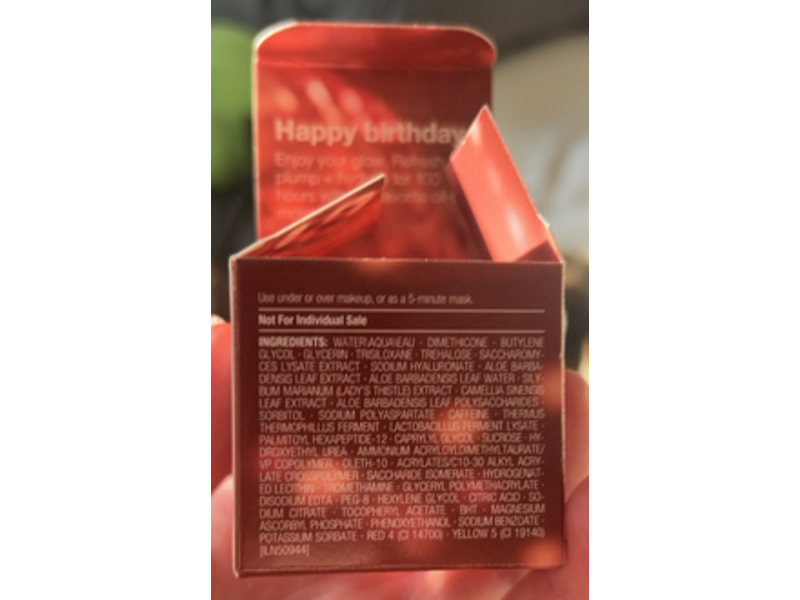 Happy birthday
Enjoy your glow. Refresh
plump + for 100
hours
Use under or over makeup, or as a 5-minute mask.
Not For Individual Sale
INGREDIENTS: WATER\AQUA\EAU · DIMETHICONE · BUTYLENE
GLYCOL · GLYCERIN · TRISILOXANE · TREHALOSE · SACCHAROMY-
CES LYSATE EXTRACT · SODIUM HYALURONATE · ALOE BARBA-
DENSIS LEAF EXTRACT · ALOE BARBADENSIS LEAF WATER · SILY-
BUM MARIANUM (LADY'S THISTLE) EXTRACT · CAMELLIA SINENSIS
LEAF EXTRACT · ALOE BARBADENSIS LEAF POLYSACCHARIDES ·
SORBITOL · SODIUM POLYASPARTATE · CAFFEINE · THERMUS
THERMOPHILLUS FERMENT · LACTOBACILLUS FERMENT LYSATE ·
PALMITOYL HEXAPEPTIDE-12 · CAPRYLYL GLYCOL · SUCROSE · HY-
DROXYETHYL UREA · AMMONIUM ACRYLOYLDIMETHYLTAURATE/
VP COPOLYMER · OLETH-10 · ACRYLATES/C10-30 ALKYL ACRY-
LATE CROSSPOLYMER · SACCHARIDE ISOMERATE · HYDROGENAT-
ED LECITHIN · TROMETHAMINE · GLYCERYL POLYMETHACRYLATE ·
DISODIUM EDTA · PEG-8 · HEXYLENE GLYCOL · CITRIC ACID · SO-
DIUM CITRATE · TOCOPHERYL ACETATE · BHT · MAGNESIUM
ASCORBYL PHOSPHATE · PHENOXYETHANOL · SODIUM BENZOATE ·
POTASSIUM SORBATE · RED 4 (CI 14700) · YELLOW 5 (CI 19140)
[ILN50944]